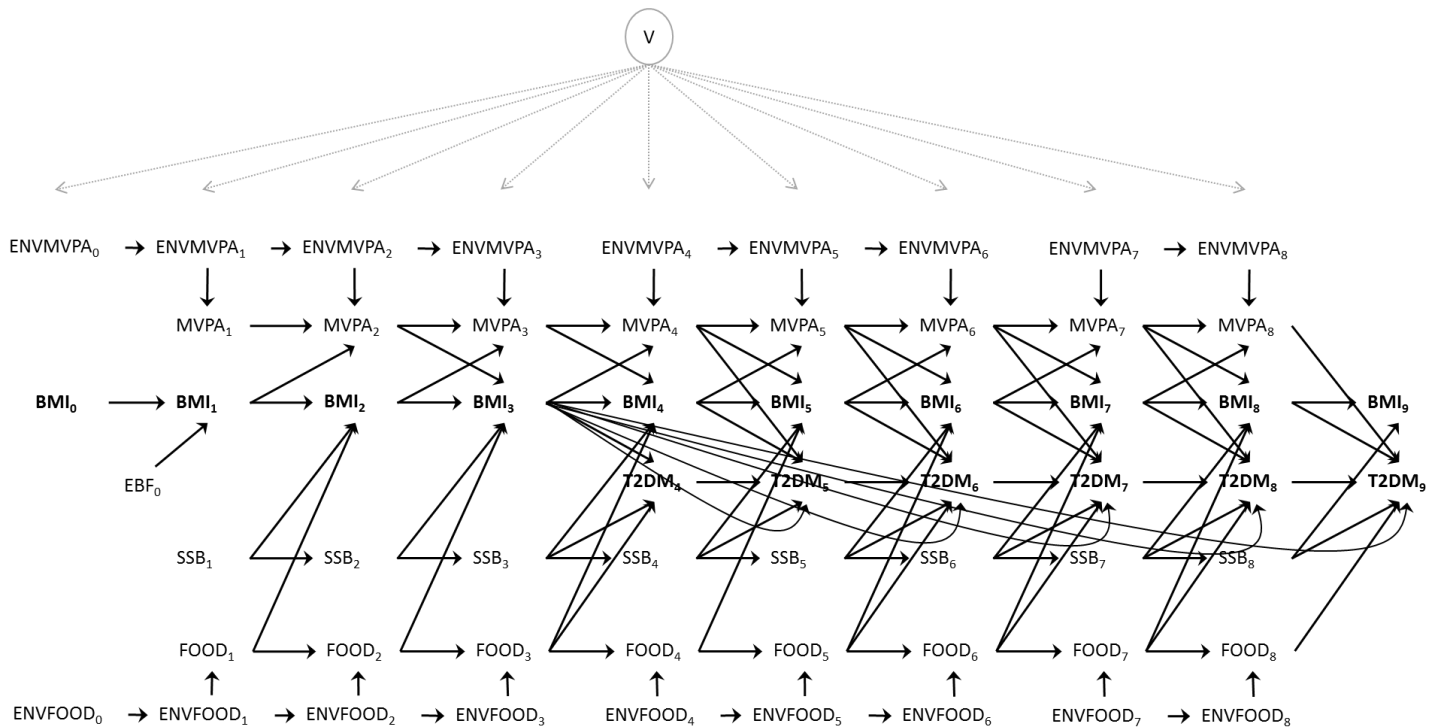 V
ENVMVPA₀ ENVMVPA₁ ENVMVPA₂ ENVMVPA₃ ENVMVPA₄ ENVMVPA₅ ENVMVPA₆ ENVMVPA₇ ENVMVPA₈
MVPA₁ MVPA₂ MVPA₃ MVPA₄ MVPA₅ MVPA₆ MVPA₇ MVPA₈
BMI₀ BMI₁ BMI₂ BMI₃ BMI₄ BMI₅ BMI₆ BMI₇ BMI₈ BMI₉
EBF₀ T2DM₄ T2DM₅ T2DM₆ T2DM₇ T2DM₈ T2DM₉
SSB₁ SSB₂ SSB₃ SSB₄ SSB₅ SSB₆ SSB₇ SSB₈
FOOD₁ FOOD₂ FOOD₃ FOOD₄ FOOD₅ FOOD₆ FOOD₇ FOOD₈
ENVFOOD₀ ENVFOOD₁ ENVFOOD₂ ENVFOOD₃ ENVFOOD₄ ENVFOOD₅ ENVFOOD₆ ENVFOOD₇ ENVFOOD₈